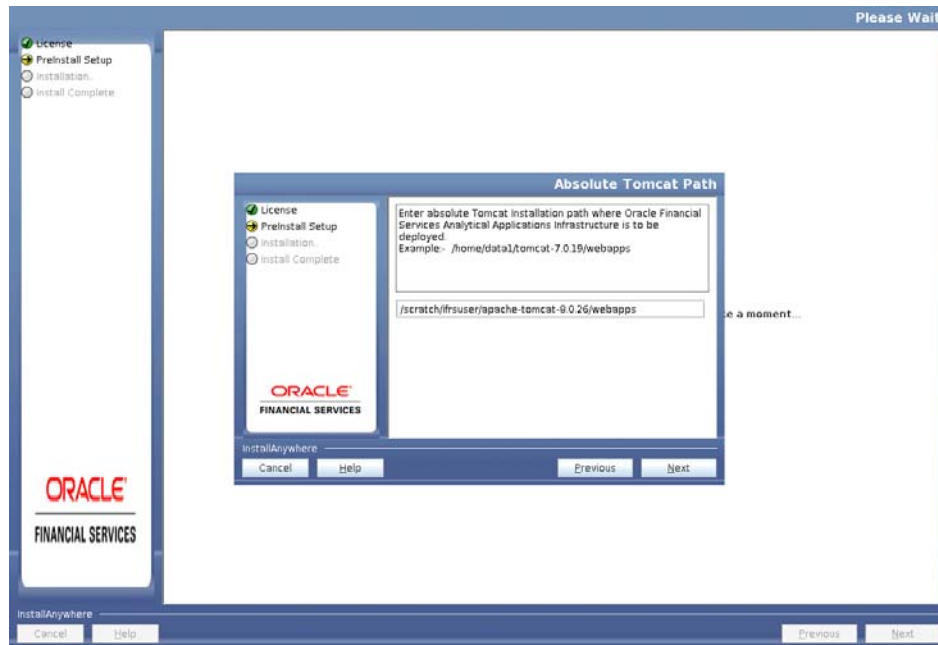 Please Wait
License
PreInstall Setup
Installation.
Install Complete
Absolute Tomcat Path
License
PreInstall Setup
Installation.
Install Complete
Enter absolute Tomcat Installation path where Oracle Financial
Services Analytical Applications Infrastructure is to be
deployed.
Example:- /home/data1/tomcat-7.0.19/webapps
/scratch/ifrsuser/apache-tomcat-9.0.26/webapps
a moment...
ORACLE
FINANCIAL SERVICES
InstallAnywhere
Cancel Help Previous Next
ORACLE
FINANCIAL SERVICES
InstallAnywhere
Cancel Help Previous Next